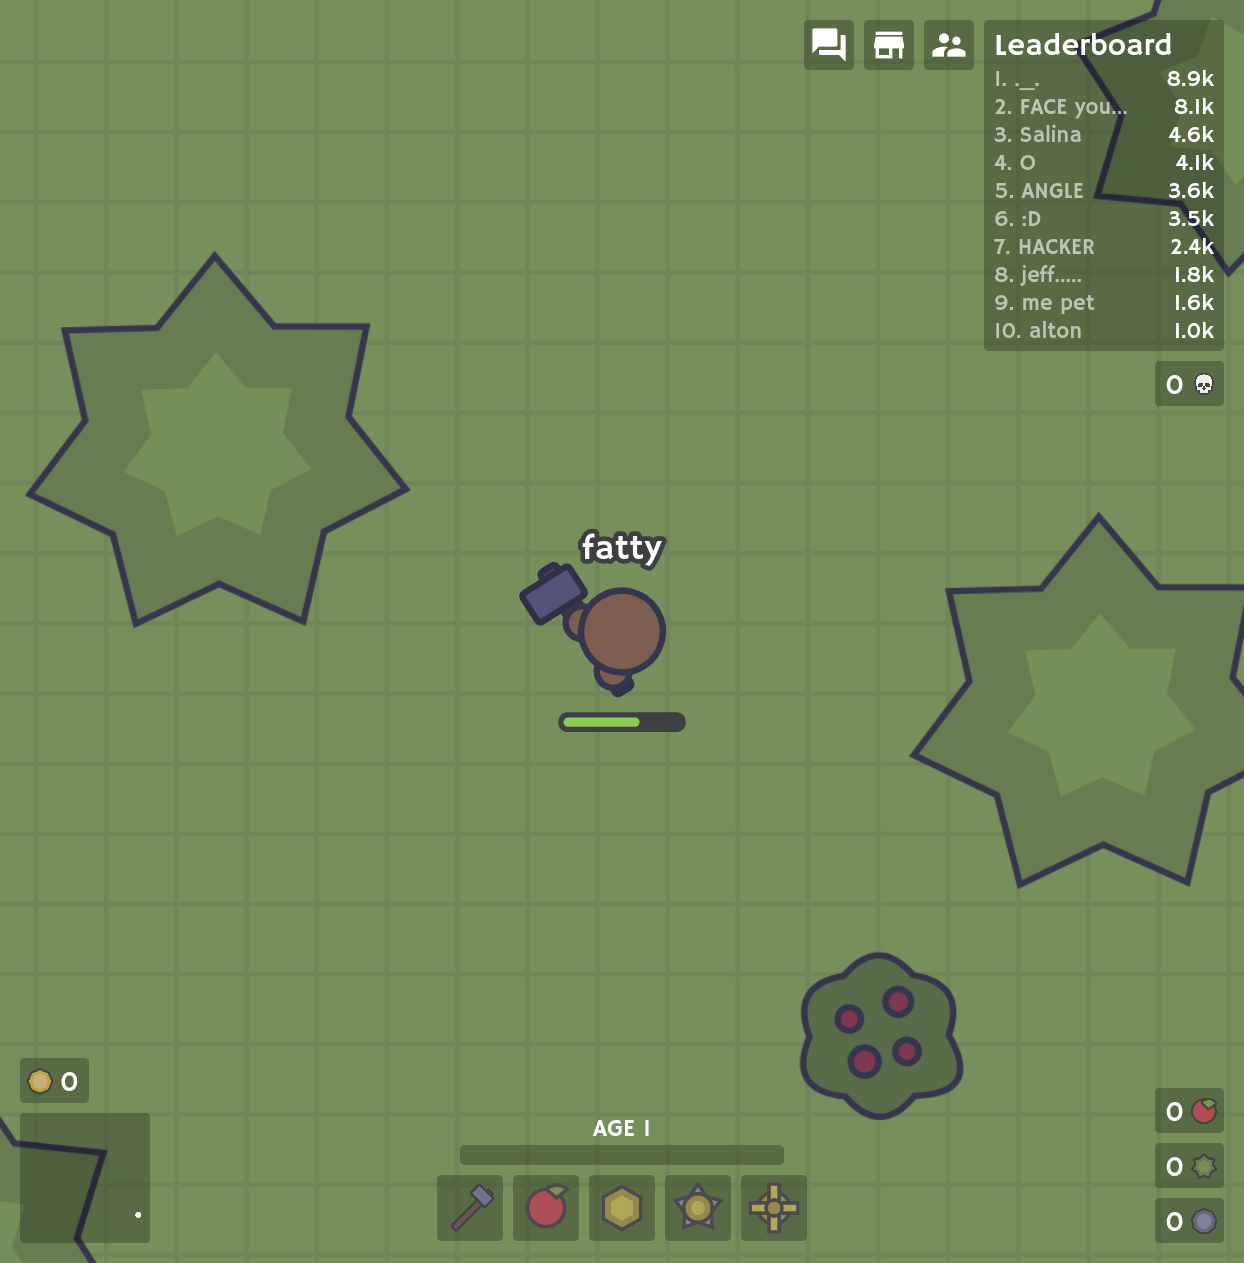 Leaderboard
1. ._. 8.9k
2. FACE you... 8.1k
3. Salina 4.6k
4. O 4.1k
5. ANGLE 3.6k
6. :D 3.5k
7. HACKER 2.4k
8. jeff..... 1.8k
9. me pet 1.6k
10. alton 1.0k
0
fatty
0
AGE 1
0
0
0